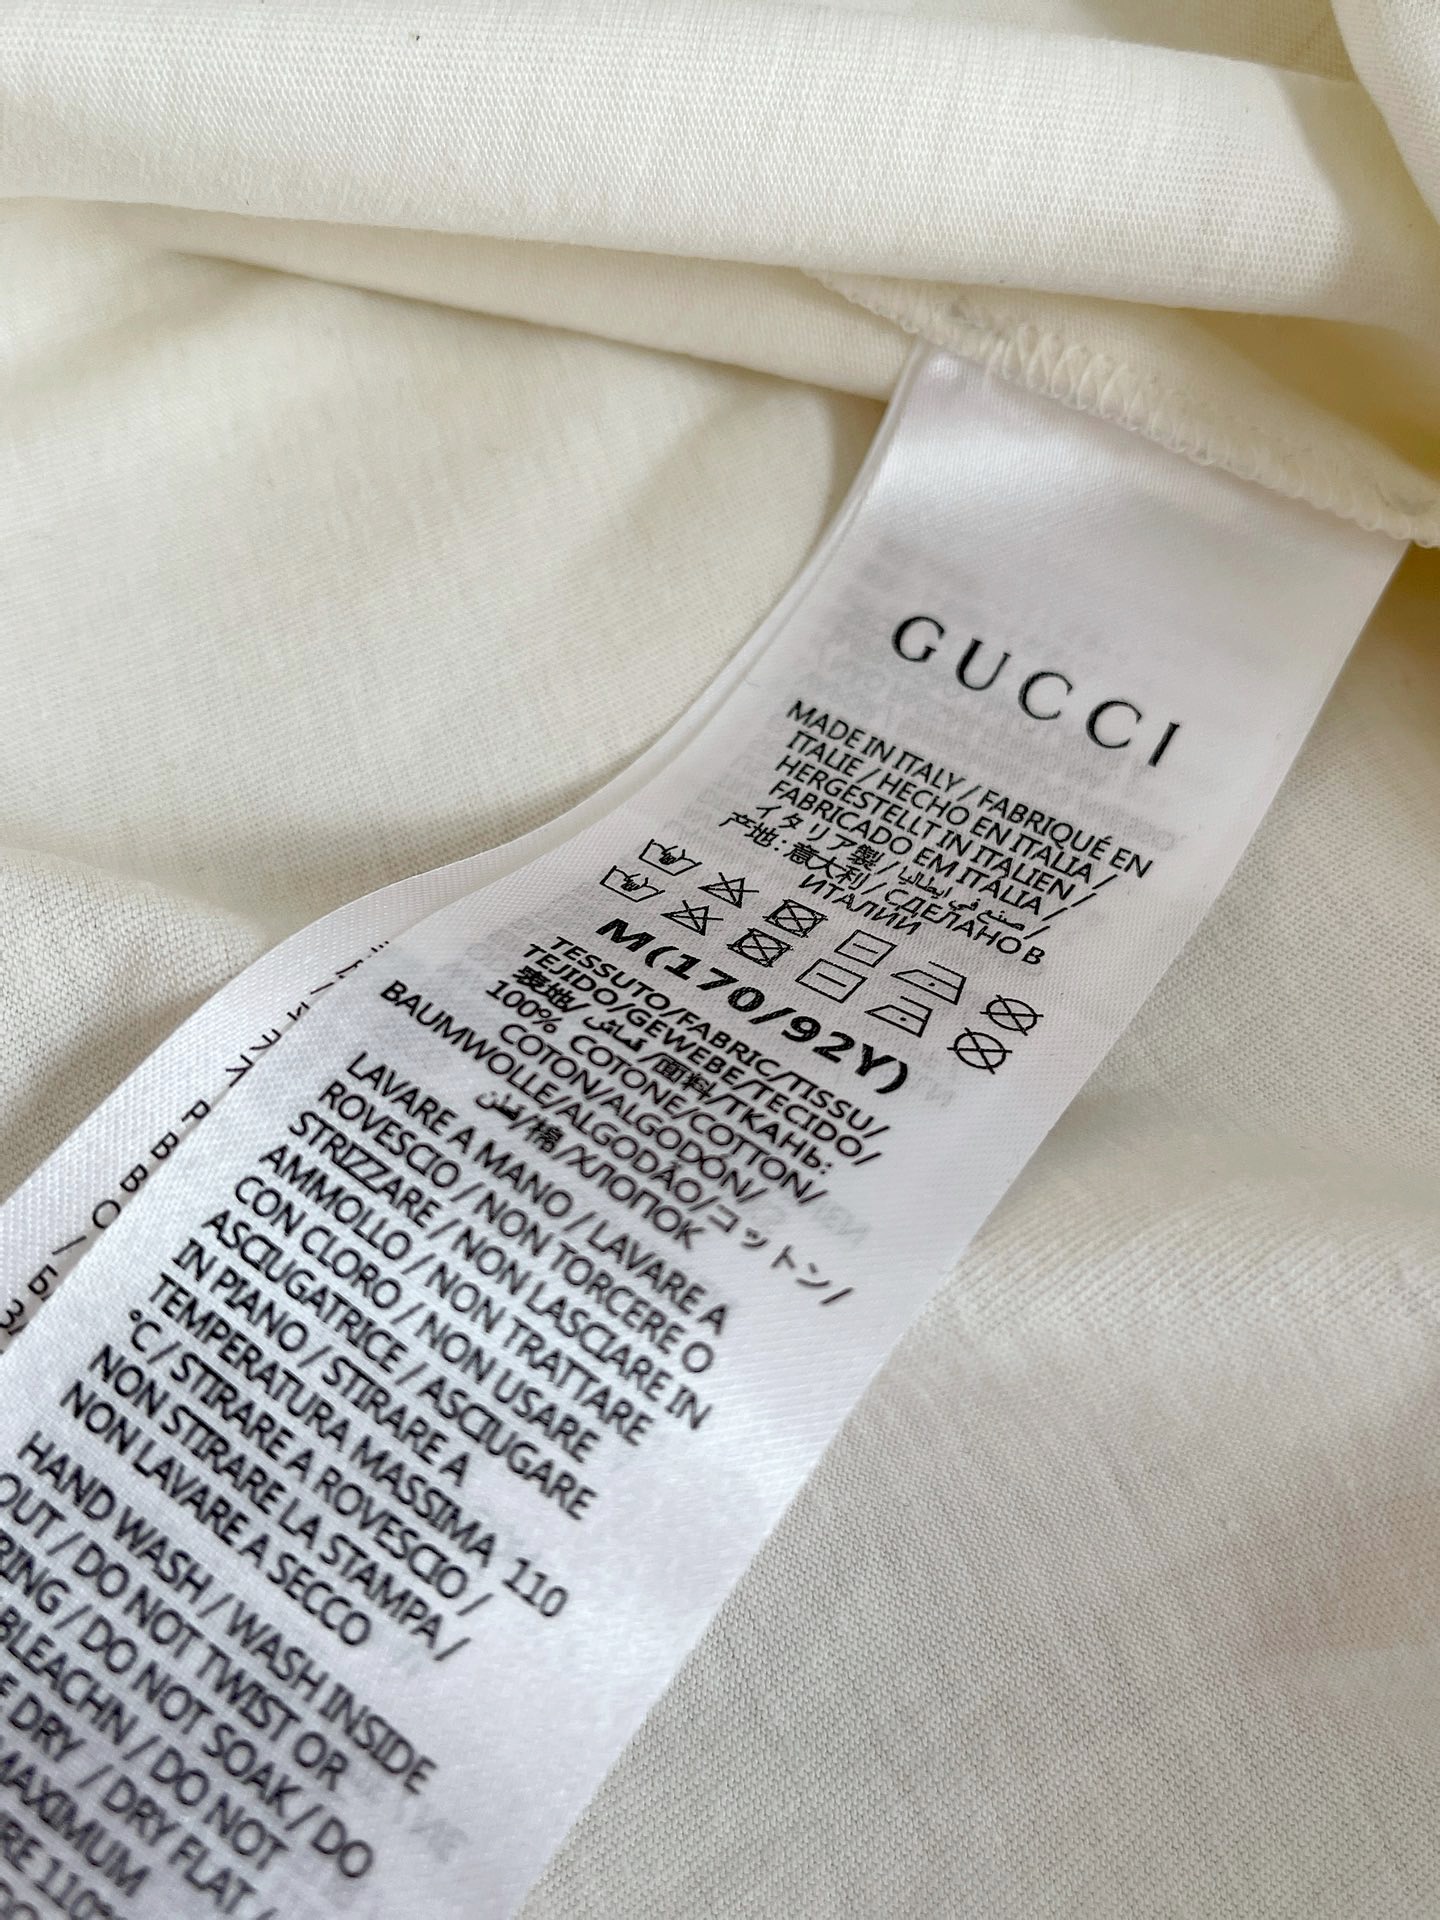 GUCCI
MADE IN ITALY / FABRIQUÉ EN
ITALIE / HECHO EN ITALIA /
HERGESTELLT IN ITALIEN /
FABRICADO EM ITALIA /
イタリア製 / صنع في ايطاليا /
产地: 意大利 / СДЕЛАНО В
ИТАЛИИ
M(170/92Y)
TESSUTO/FABRIC/TISSU/
TEJIDO/GEWEBE/TECIDO/
表地/ قماش /面料/ТКАНЬ:
100% COTONE/COTTON/
COTON/ALGODÓN/
BAUMWOLLE/ALGODÃO/コットン/
قطن/棉/ХЛОПОК
LAVARE A MANO / LAVARE A
ROVESCIO / NON TORCERE O
STRIZZARE / NON LASCIARE IN
AMMOLLO / NON TRATTARE
CON CLORO / NON USARE
ASCIUGATRICE / ASCIUGARE
IN PIANO / STIRARE A
TEMPERATURA MASSIMA 110
°C / STIRARE A ROVESCIO /
NON STIRARE LA STAMPA /
NON LAVARE A SECCO
HAND WASH / WASH INSIDE
OUT / DO NOT TWIST OR
RING / DO NOT SOAK / DO
BLEACHN / DO NOT
DRY / DRY FLAT /
MAXIMUM